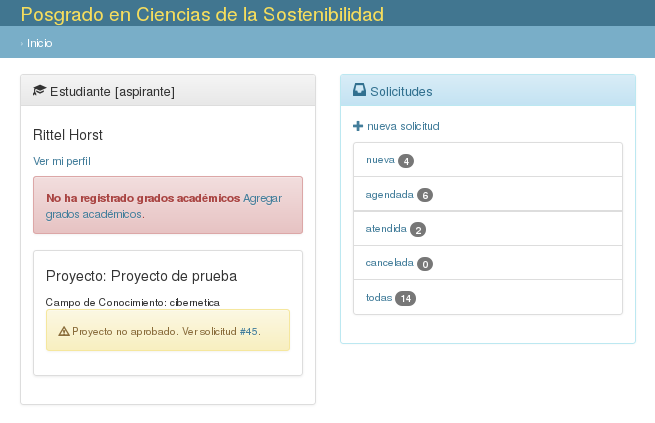 Posgrado en Ciencias de la Sostenibilidad
› Inicio
Estudiante [aspirante]
Rittel Horst
Ver mi perfil
No ha registrado grados académicos Agregar
grados académicos.
Proyecto: Proyecto de prueba
Campo de Conocimiento: cibernetica
Proyecto no aprobado. Ver solicitud #45.
Solicitudes
nueva solicitud
nueva 4
agendada 6
atendida 2
cancelada 0
todas 14